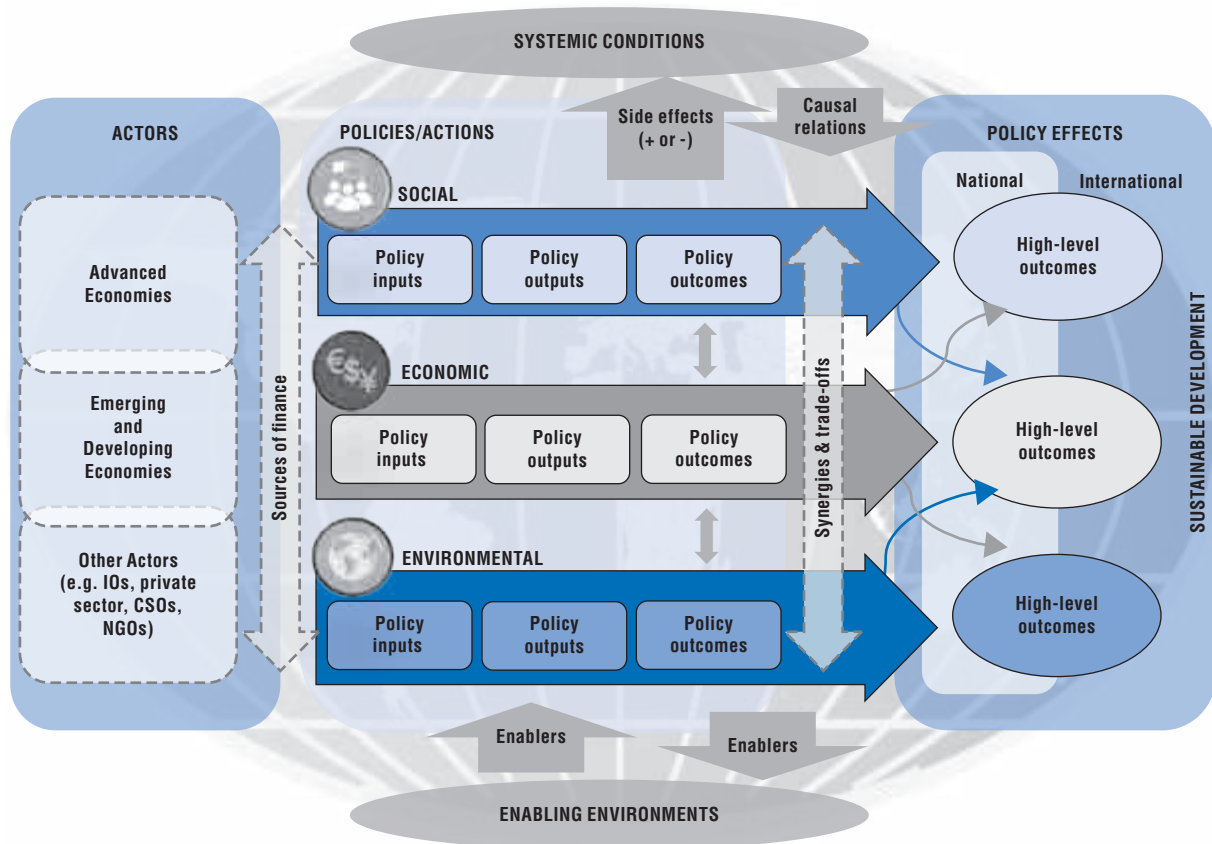 SYSTEMIC CONDITIONS
Side effects
(+ or -)
Causal
relations
ACTORS
Advanced
Economies
Emerging
and
Developing
Economies
Other Actors
(e.g. IOs, private
sector, CSOs,
NGOs)
Sources of finance
POLICIES/ACTIONS
SOCIAL
Policy
inputs
Policy
outputs
Policy
outcomes
€$¥
ECONOMIC
Policy
inputs
Policy
outputs
Policy
outcomes
ENVIRONMENTAL
Policy
inputs
Policy
outputs
Policy
outcomes
Synergies & trade-offs
POLICY EFFECTS
National
International
High-level
outcomes
High-level
outcomes
High-level
outcomes
SUSTAINABLE DEVELOPMENT
Enablers
Enablers
ENABLING ENVIRONMENTS